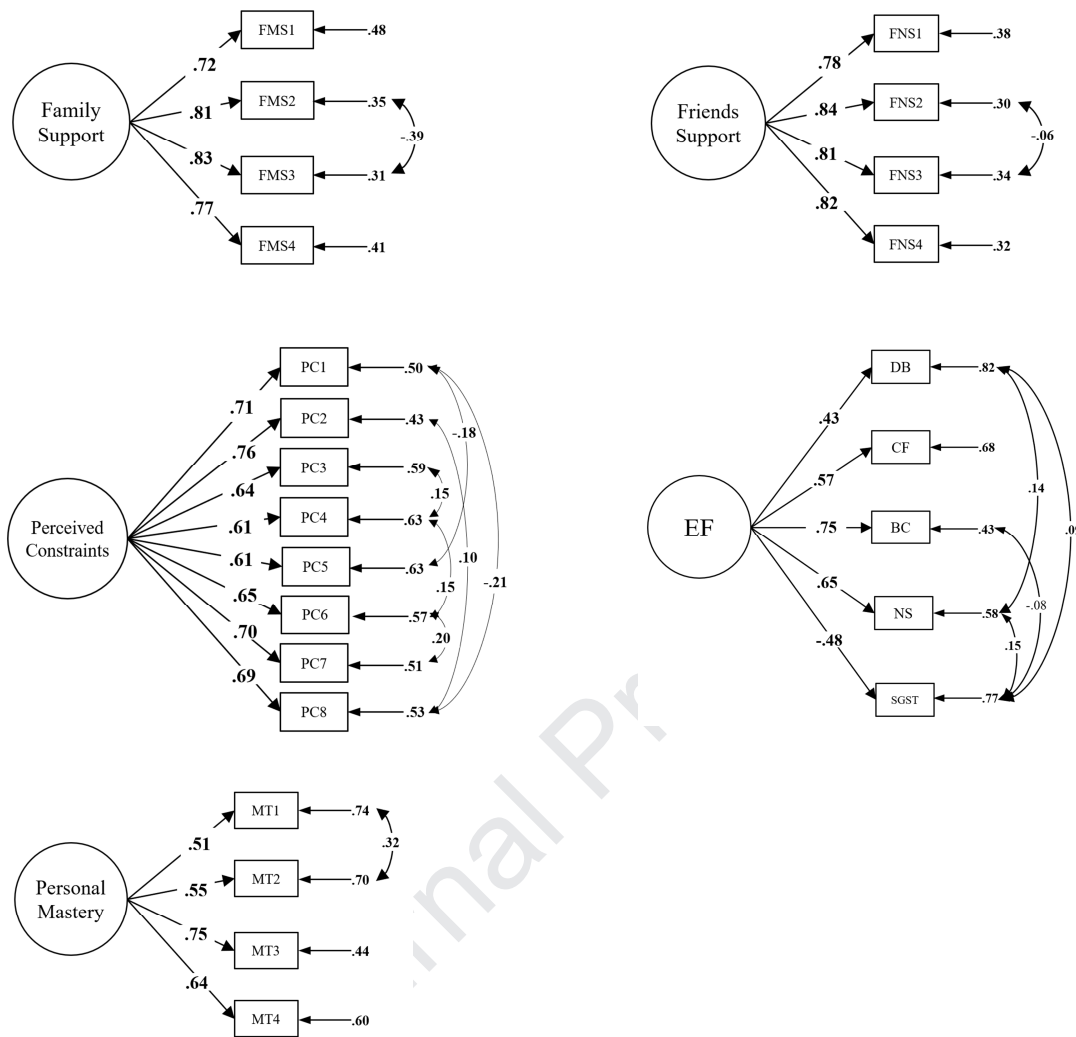 Family
Support
.72
.81
.83
.77
FMS1
FMS2
FMS3
FMS4
.48
.35
.31
.41
-.39
Friends
Support
.78
.84
.81
.82
FNS1
FNS2
FNS3
FNS4
.38
.30
.34
.32
-.06
Perceived
Constraints
.71
.76
.64
.61
.61
.65
.70
.69
PC1
PC2
PC3
PC4
PC5
PC6
PC7
PC8
.50
.43
.59
.63
.63
.57
.51
.53
-.18
.15
.10
.15
-.21
.20
EF
.43
.57
.75
.65
-.48
DB
CF
BC
NS
SGST
.82
.68
.43
.58
.77
.14
-.08
.15
Personal
Mastery
.51
.55
.75
.64
MT1
MT2
MT3
MT4
.74
.70
.44
.60
.32